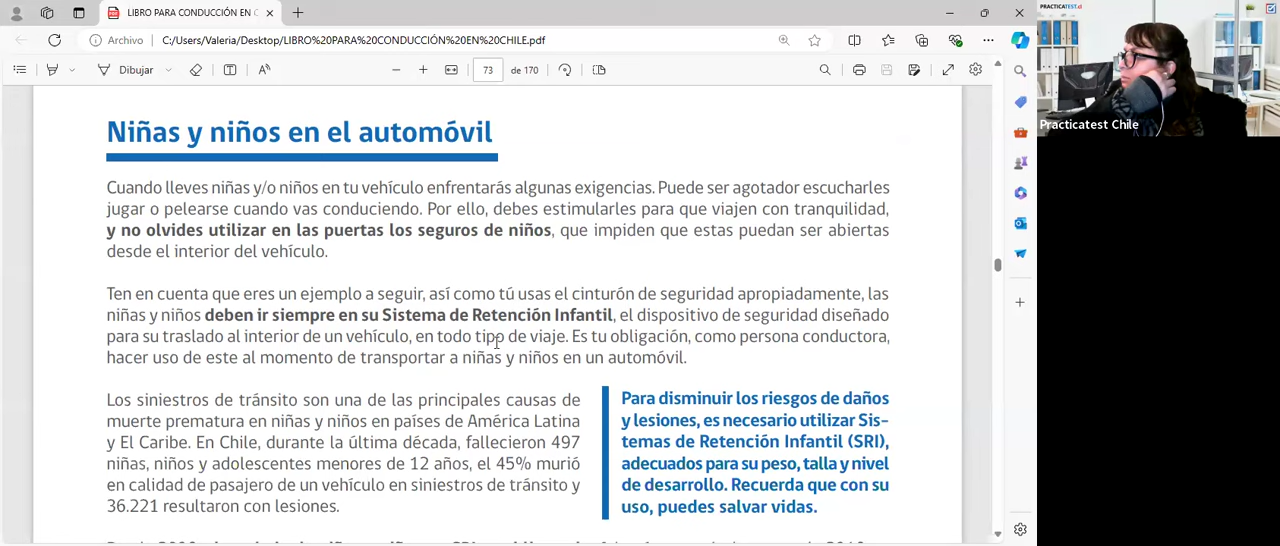 LIBRO PARA CONDUCCIÓN EN C
Archivo
C:/Users/Valeria/Desktop/LIBRO%20PARA%20CONDUCCIÓN%20EN%20CHILE.pdf
Dibujar
73
de 170
PRACTICATEST.cl
Practicatest Chile
Niñas y niños en el automóvil
Cuando lleves niñas y/o niños en tu vehículo enfrentarás algunas exigencias. Puede ser agotador escucharles
jugar o pelearse cuando vas conduciendo. Por ello, debes estimularles para que viajen con tranquilidad,
y no olvides utilizar en las puertas los seguros de niños, que impiden que estas puedan ser abiertas
desde el interior del vehículo.
Ten en cuenta que eres un ejemplo a seguir, así como tú usas el cinturón de seguridad apropiadamente, las
niñas y niños deben ir siempre en su Sistema de Retención Infantil, el dispositivo de seguridad diseñado
para su traslado al interior de un vehículo, en todo tipo de viaje. Es tu obligación, como persona conductora,
hacer uso de este al momento de transportar a niñas y niños en un automóvil.
Los siniestros de tránsito son una de las principales causas de
muerte prematura en niñas y niños en países de América Latina
y El Caribe. En Chile, durante la última década, fallecieron 497
niñas, niños y adolescentes menores de 12 años, el 45% murió
en calidad de pasajero de un vehículo en siniestros de tránsito y
36.221 resultaron con lesiones.
Para disminuir los riesgos de daños
y lesiones, es necesario utilizar Sis-
temas de Retención Infantil (SRI),
adecuados para su peso, talla y nivel
de desarrollo. Recuerda que con su
uso, puedes salvar vidas.